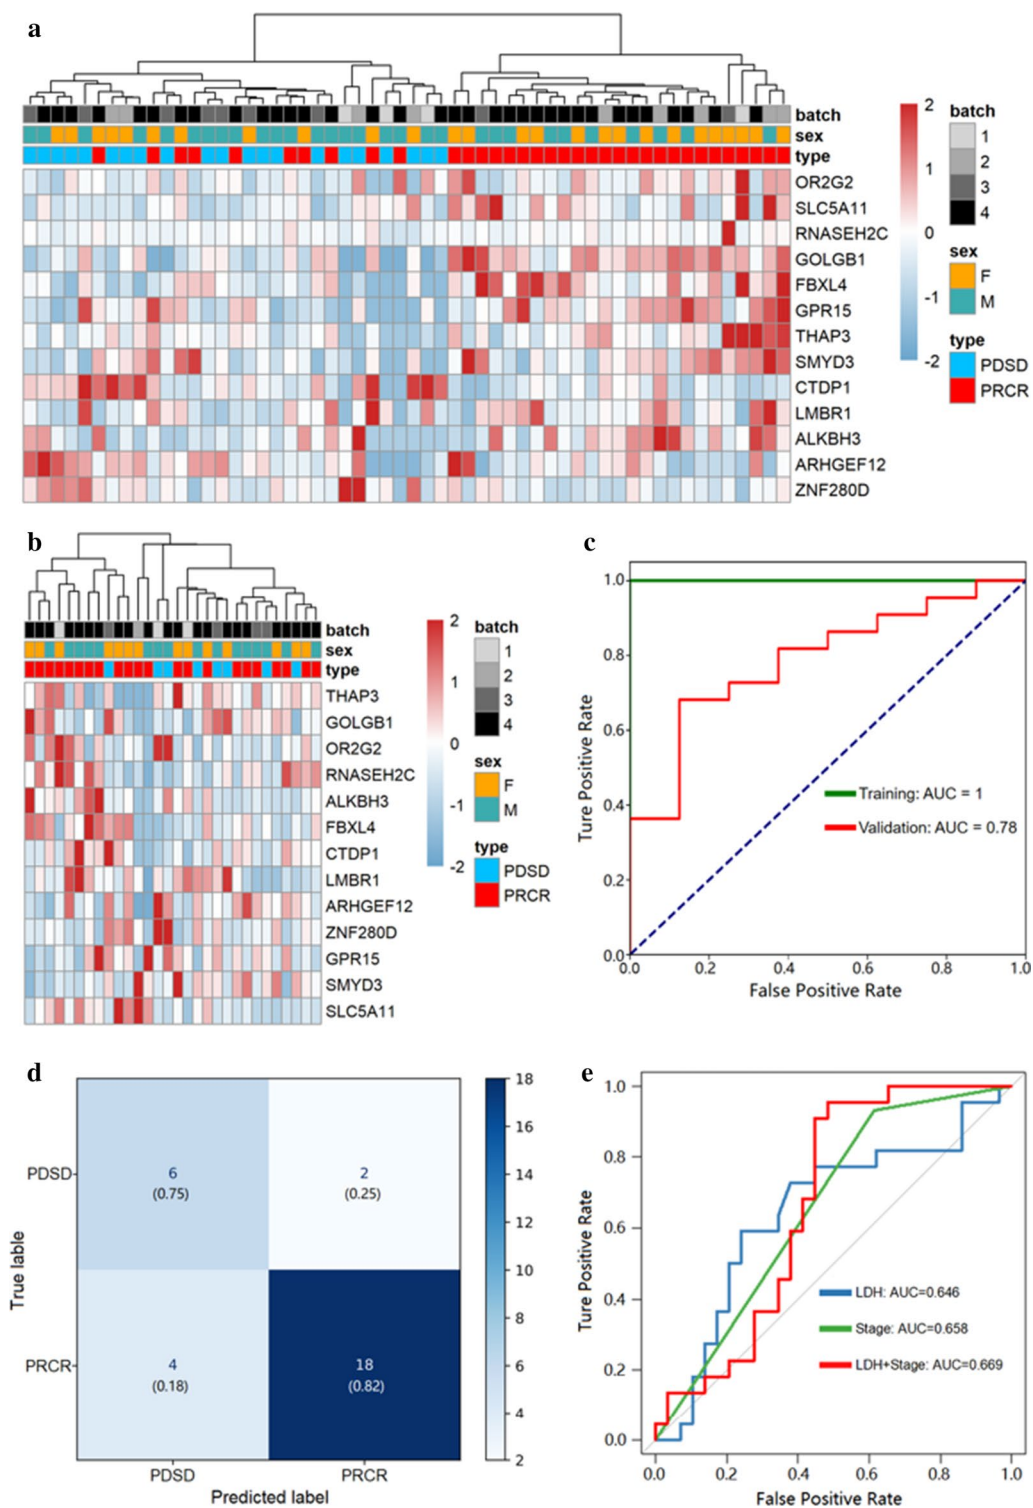 a
batch
sex
type
OR2G2
SLC5A11
RNASEH2C
GOLGB1
FBXL4
GPR15
THAP3
SMYD3
CTDP1
LMBR1
ALKBH3
ARHGEF12
ZNF280D
2
1
0
-1
-2
batch
1
2
3
4
sex
F
M
type
PDSD
PRCR
b
batch
sex
type
THAP3
GOLGB1
OR2G2
RNASEH2C
ALKBH3
FBXL4
CTDP1
LMBR1
ARHGEF12
ZNF280D
GPR15
SMYD3
SLC5A11
2
1
0
-1
-2
batch
1
2
3
4
sex
F
M
type
PDSD
PRCR
c
Ture Positive Rate
1.0
0.8
0.6
0.4
0.2
0.0
Training: AUC = 1
Validation: AUC = 0.78
0.0 0.2 0.4 0.6 0.8 1.0
False Positive Rate
d
True lable
PDSD
6
(0.75)
2
(0.25)
PRCR
4
(0.18)
18
(0.82)
PDSD PRCR
Predicted label
18
16
14
12
10
8
6
4
2
e
Ture Positive Rate
1.0
0.8
0.6
0.4
0.2
0.0
LDH: AUC=0.646
Stage: AUC=0.658
LDH+Stage: AUC=0.669
0.0 0.2 0.4 0.6 0.8 1.0
False Positive Rate